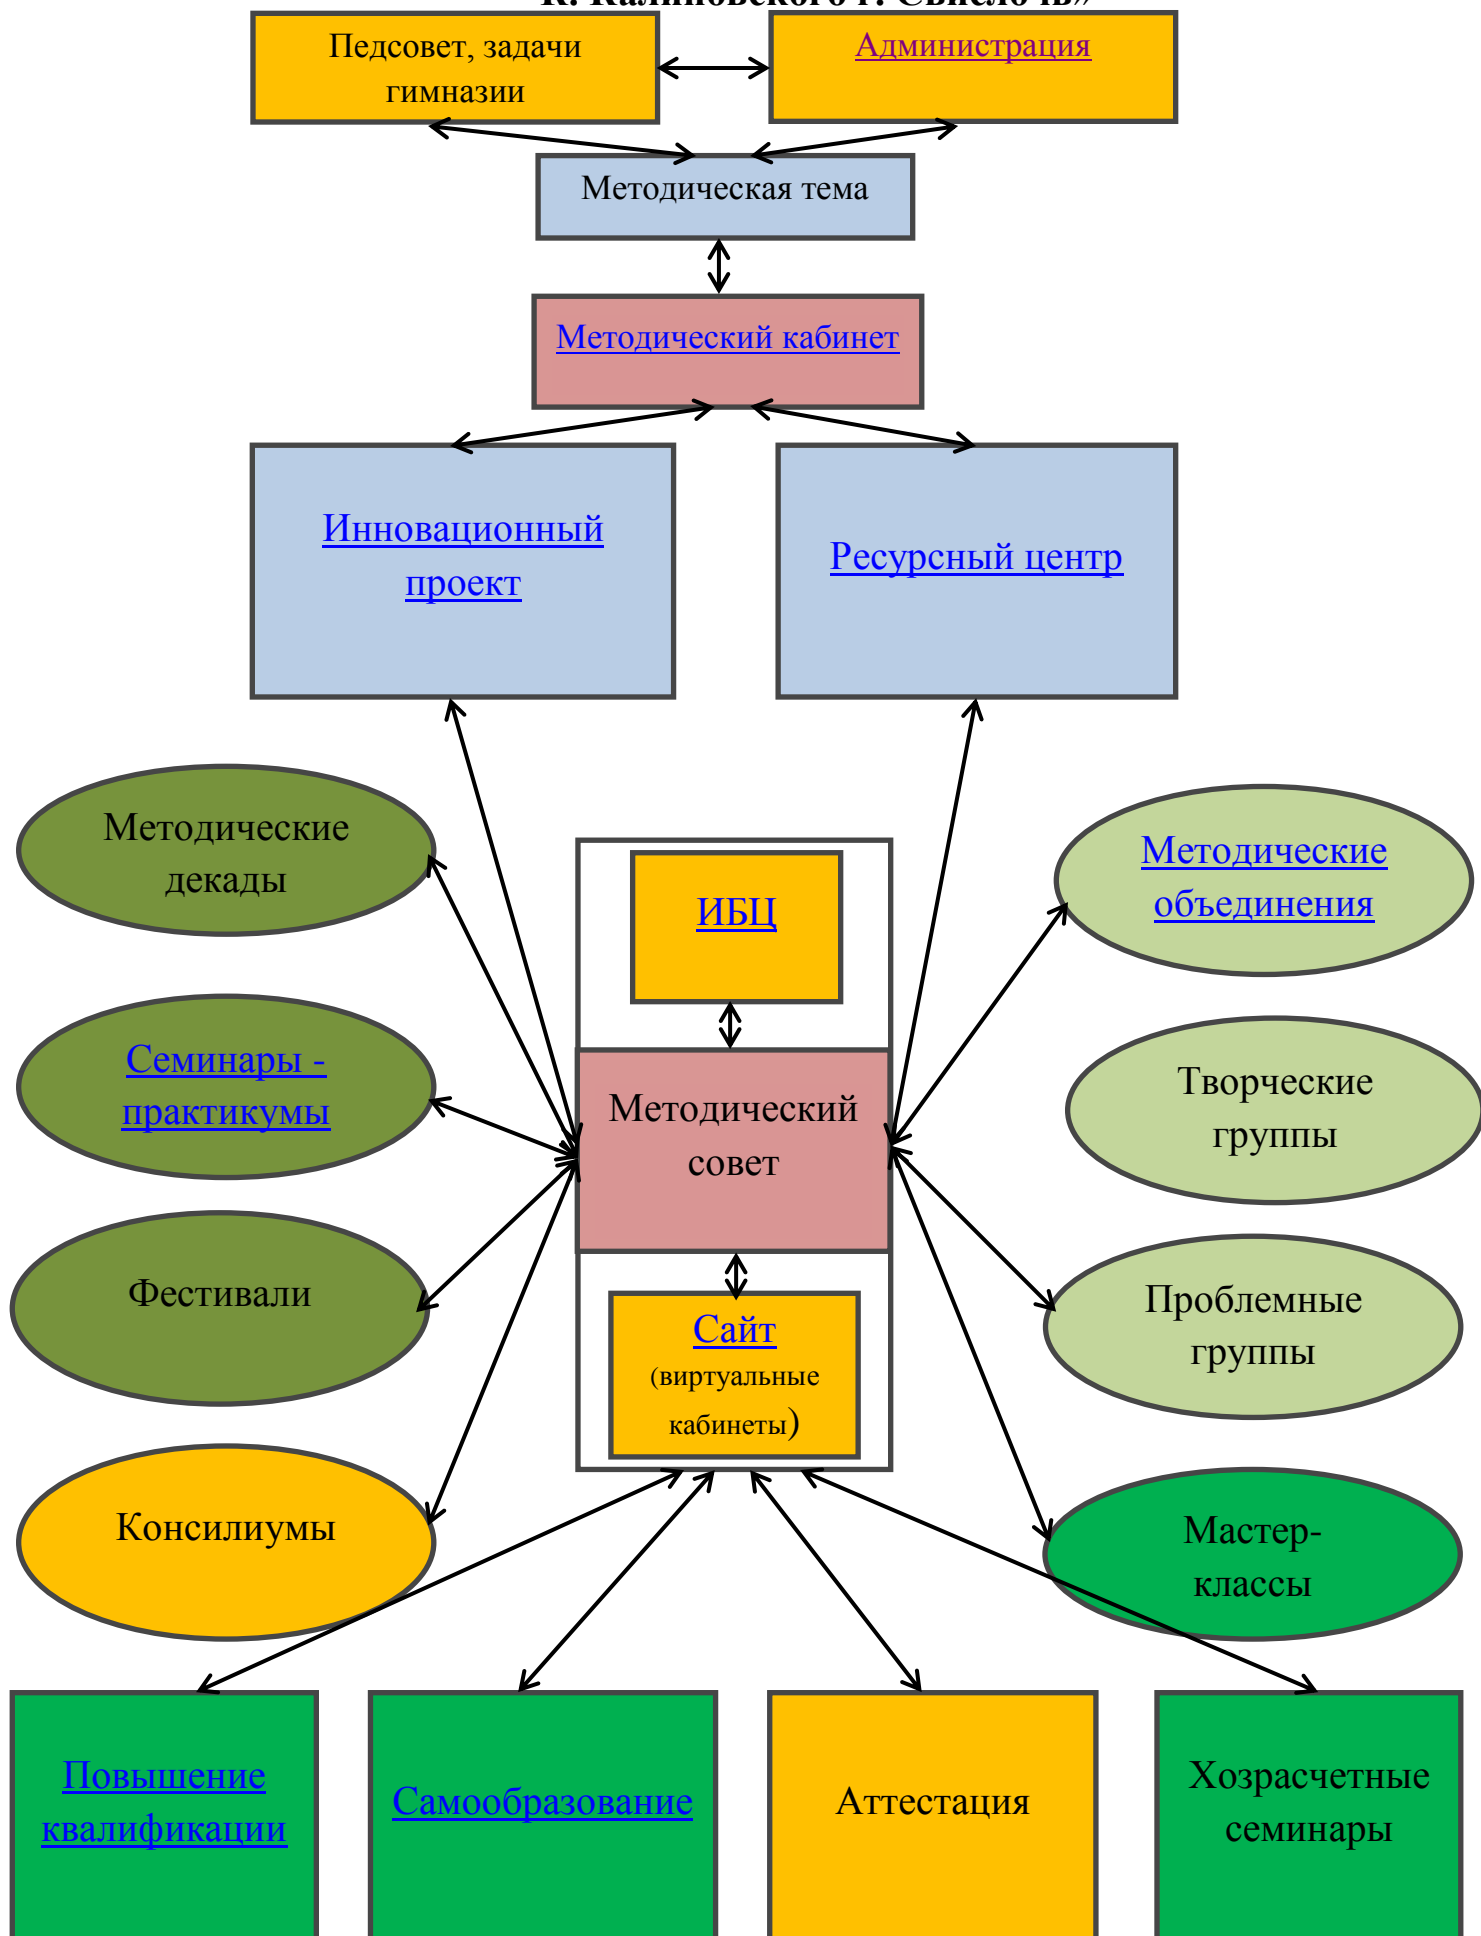 К. Калиновского г. Свислочь»
Педсовет, задачи
гимназии
Администрация
Методическая тема
Методический кабинет
Инновационный
проект
Ресурсный центр
Методические
декады
ИБЦ
Методические
объединения
Семинары -
практикумы
Методический
совет
Творческие
группы
Фестивали
Сайт
(виртуальные
кабинеты)
Проблемные
группы
Консилиумы
Мастер-
классы
Повышение
квалификации
Самообразование
Аттестация
Хозрасчетные
семинары